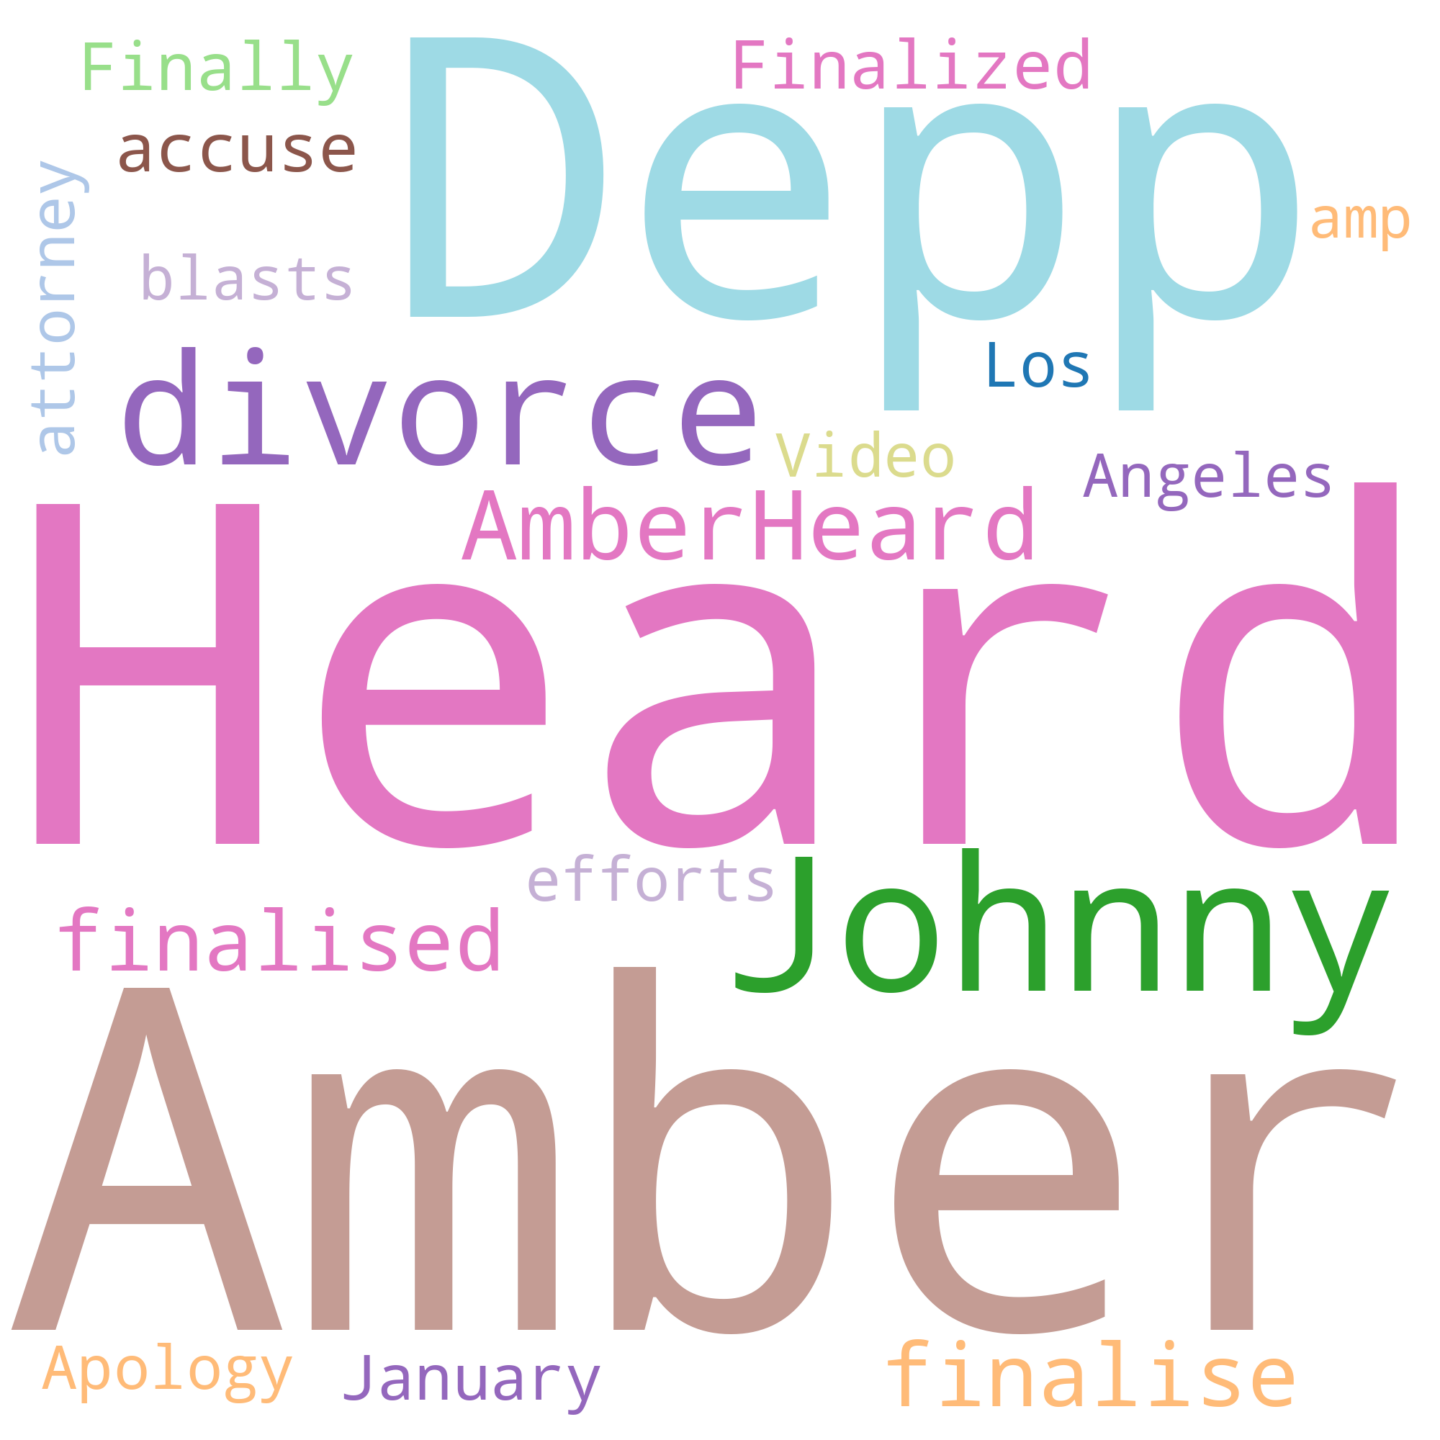 Finally
Finalized
Depp
accuse
attorney
amp
blasts
Los
divorce
Video
Angeles
AmberHeard
Heard
efforts
Johnny
finalised
Amber
Apology
January
finalise